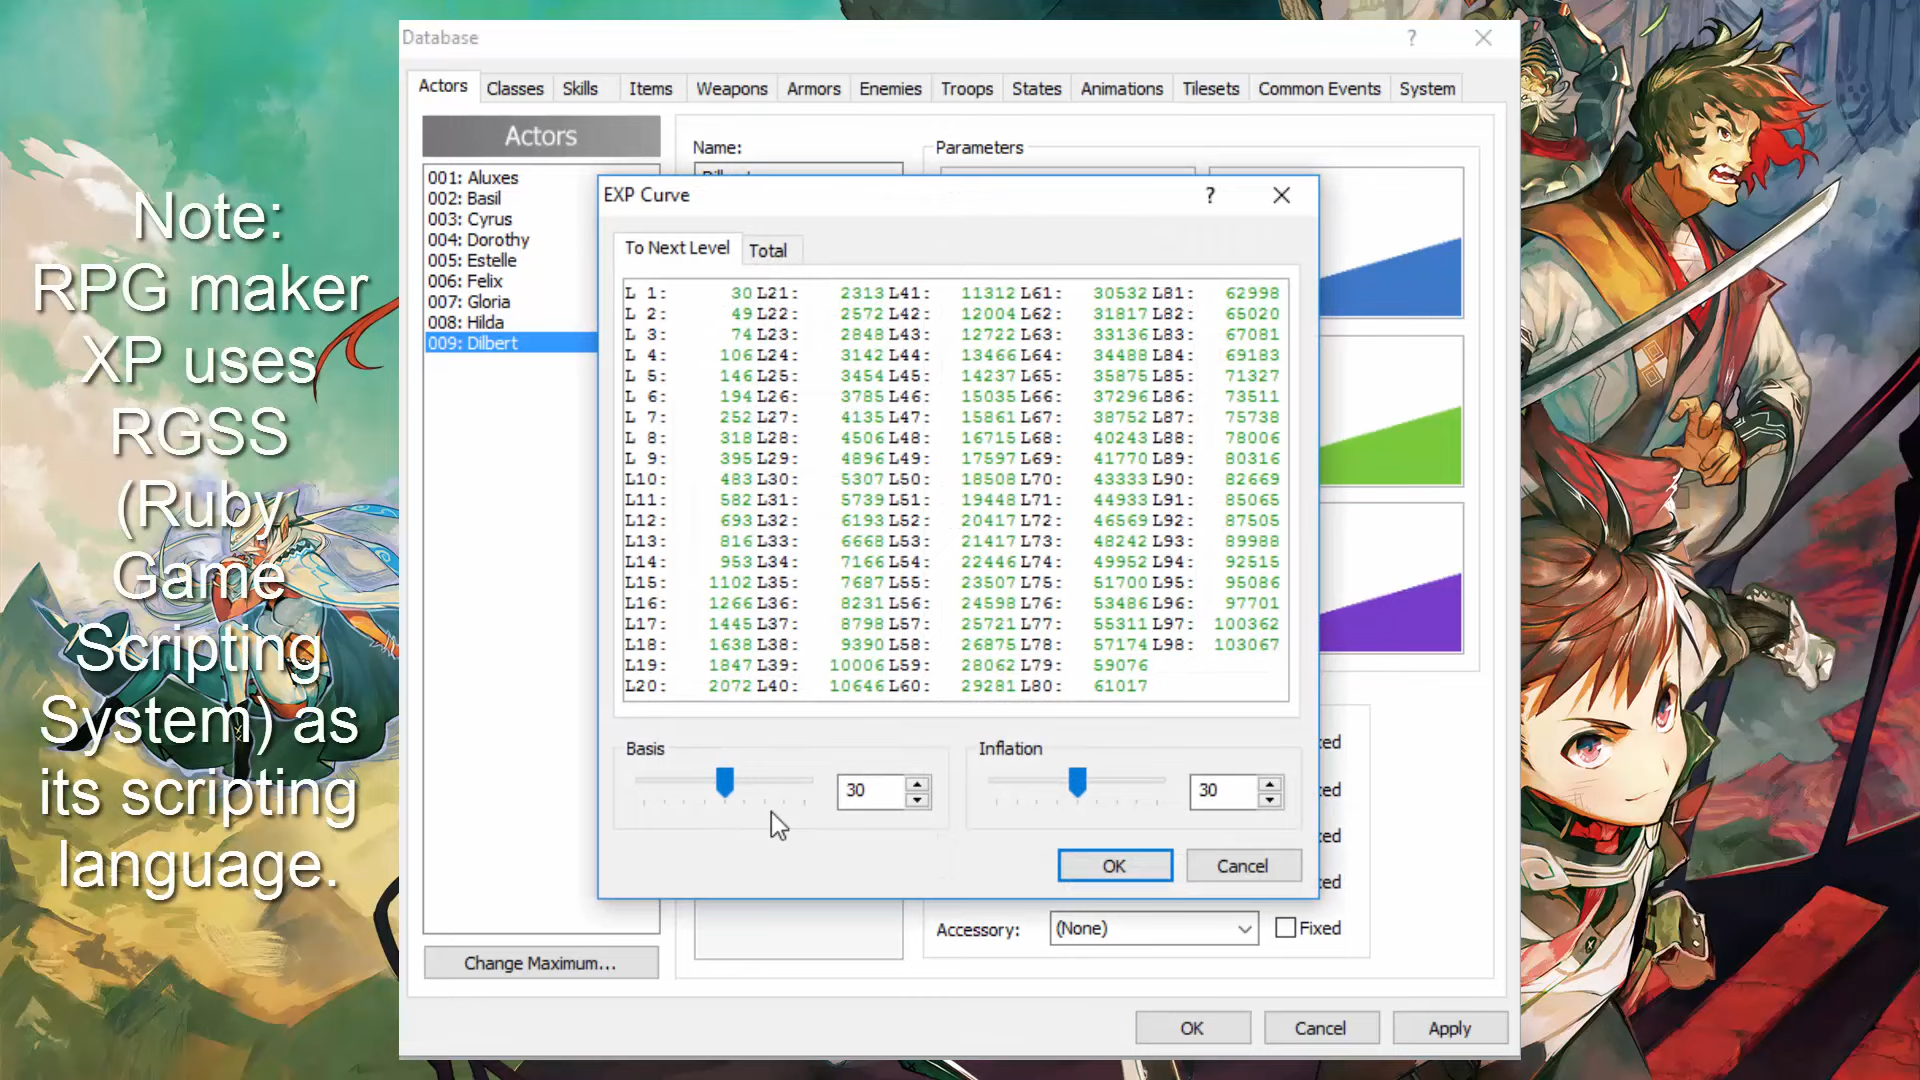 Note:
RPG maker
XP uses
RGSS
(Ruby
Game
Scripting
System) as
its scripting
language.
Database
Actors Classes Skills Items Weapons Armors Enemies Troops States Animations Tilesets Common Events System
Actors
001: Aluxes
002: Basil
003: Cyrus
004: Dorothy
005: Estelle
006: Felix
007: Gloria
008: Hilda
009: Dilbert
Change Maximum...
Name:
Parameters
EXP Curve
To Next Level Total
L 1: 30 L21: 2313 L41: 11312 L61: 30532 L81: 62998
L 2: 49 L22: 2572 L42: 12004 L62: 31817 L82: 65020
L 3: 74 L23: 2848 L43: 12722 L63: 33136 L83: 67081
L 4: 106 L24: 3142 L44: 13466 L64: 34488 L84: 69183
L 5: 146 L25: 3454 L45: 14237 L65: 35875 L85: 71327
L 6: 194 L26: 3785 L46: 15035 L66: 37296 L86: 73511
L 7: 252 L27: 4135 L47: 15861 L67: 38752 L87: 75738
L 8: 318 L28: 4506 L48: 16715 L68: 40243 L88: 78006
L 9: 395 L29: 4896 L49: 17597 L69: 41770 L89: 80316
L10: 483 L30: 5307 L50: 18508 L70: 43333 L90: 82669
L11: 582 L31: 5739 L51: 19448 L71: 44933 L91: 85065
L12: 693 L32: 6193 L52: 20417 L72: 46569 L92: 87505
L13: 816 L33: 6668 L53: 21417 L73: 48242 L93: 89988
L14: 953 L34: 7166 L54: 22446 L74: 49952 L94: 92515
L15: 1102 L35: 7687 L55: 23507 L75: 51700 L95: 95086
L16: 1266 L36: 8231 L56: 24598 L76: 53486 L96: 97701
L17: 1445 L37: 8798 L57: 25721 L77: 55311 L97: 100362
L18: 1638 L38: 9390 L58: 26875 L78: 57174 L98: 103067
L19: 1847 L39: 10006 L59: 28062 L79: 59076
L20: 2072 L40: 10646 L60: 29281 L80: 61017
Basis
30
Inflation
30
OK Cancel
Accessory: (None) Fixed
OK Cancel Apply